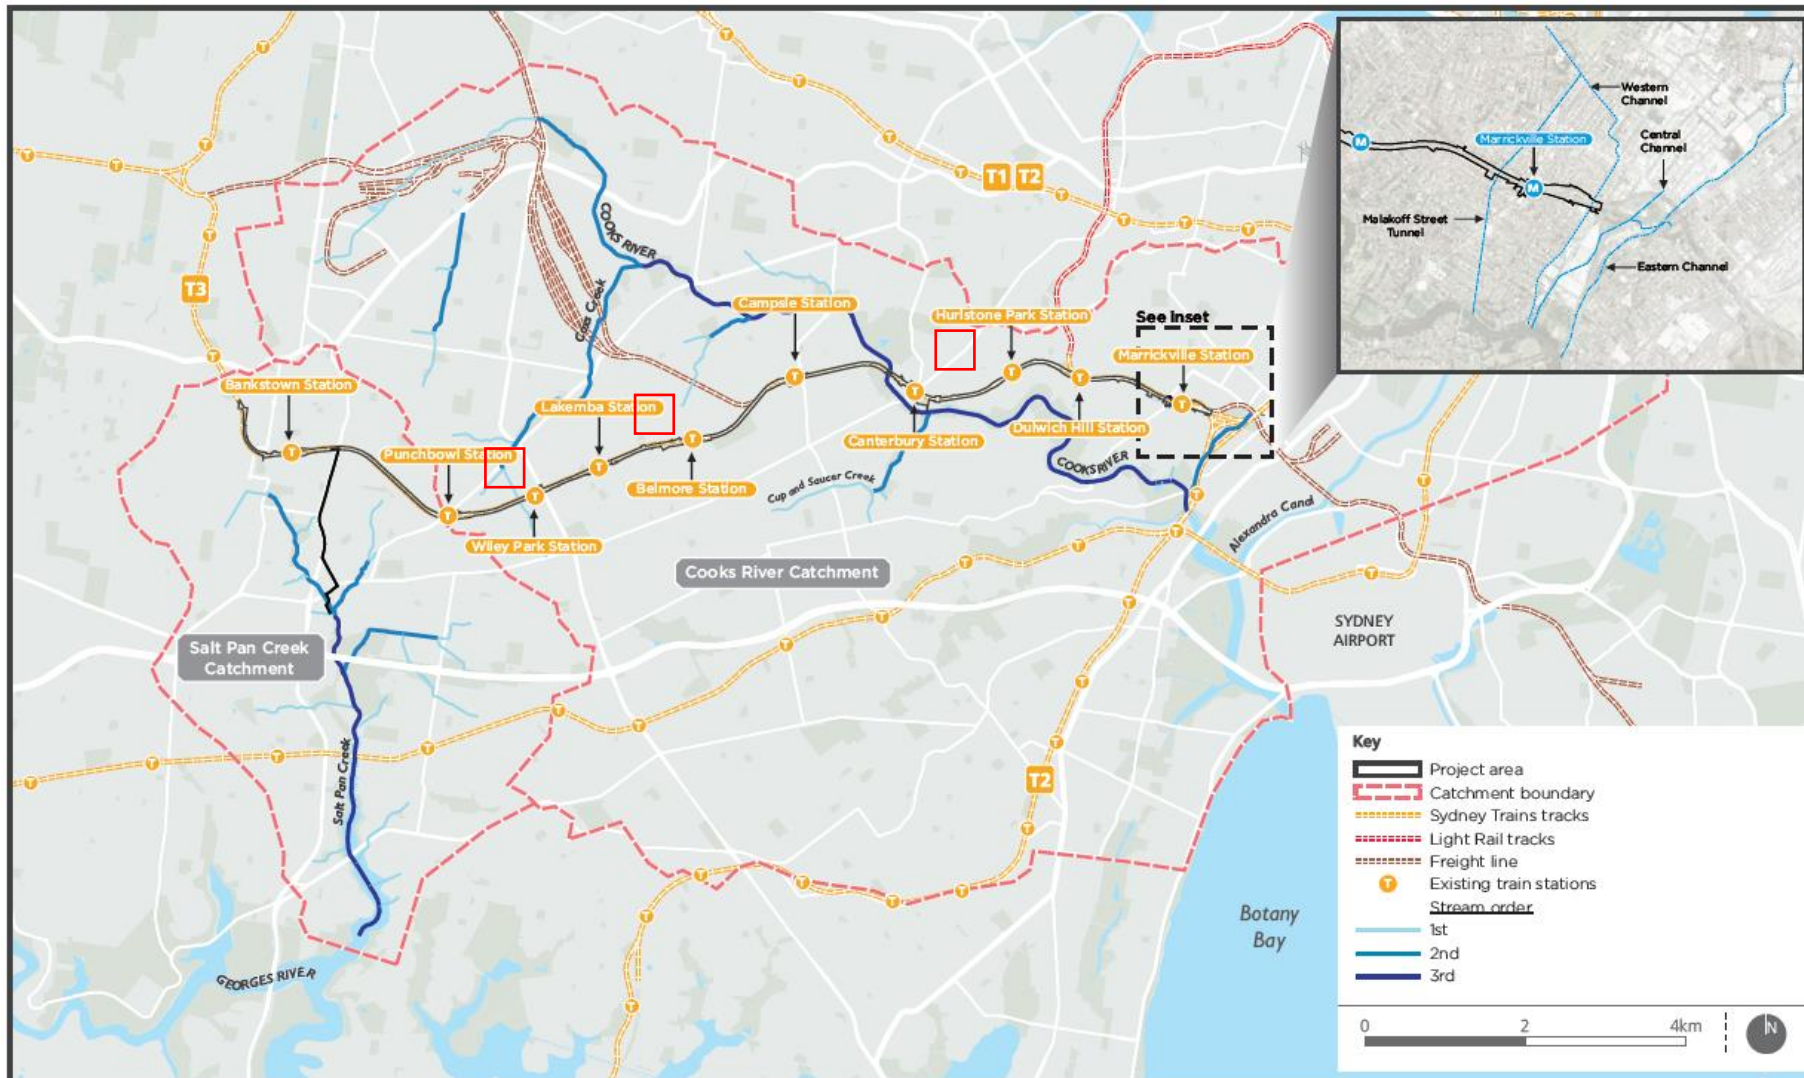 T1 T2
T3
COOKS RIVER
Coxs Creek
Campsie Station
Hurlstone Park Station
See Inset
Marrickville Station
Bankstown Station
Lakemba Station
Punchbowl Station
Canterbury Station
Dulwich Hill Station
COOKS RIVER
Belmore Station
Cup and Saucer Creek
Wiley Park Station
Alexandra Canal
Cooks River Catchment
SYDNEY
AIRPORT
Salt Pan Creek
Catchment
Salt Pan Creek
T2
Botany
Bay
GEORGES RIVER
Western
Channel
Marrickville Station
Central
Channel
M
M
Malakoff Street
Tunnel
Eastern Channel
Key
Project area
Catchment boundary
Sydney Trains tracks
Light Rail tracks
Freight line
T Existing train stations
Stream order
1st
2nd
3rd
0 2 4km
N